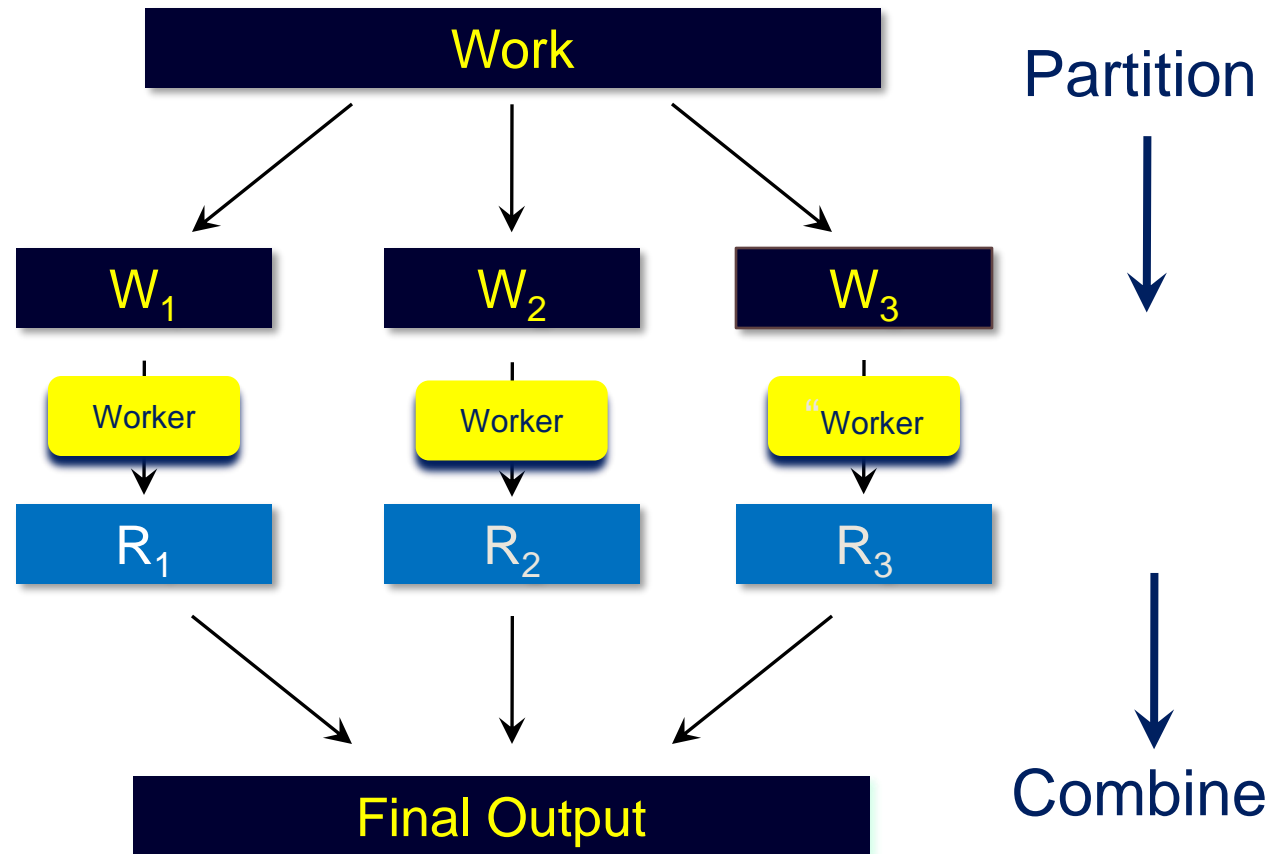 Work
Partition
W₁
W₂
W₃
Worker
Worker
“Worker
R₁
R₂
R₃
Final Output
Combine